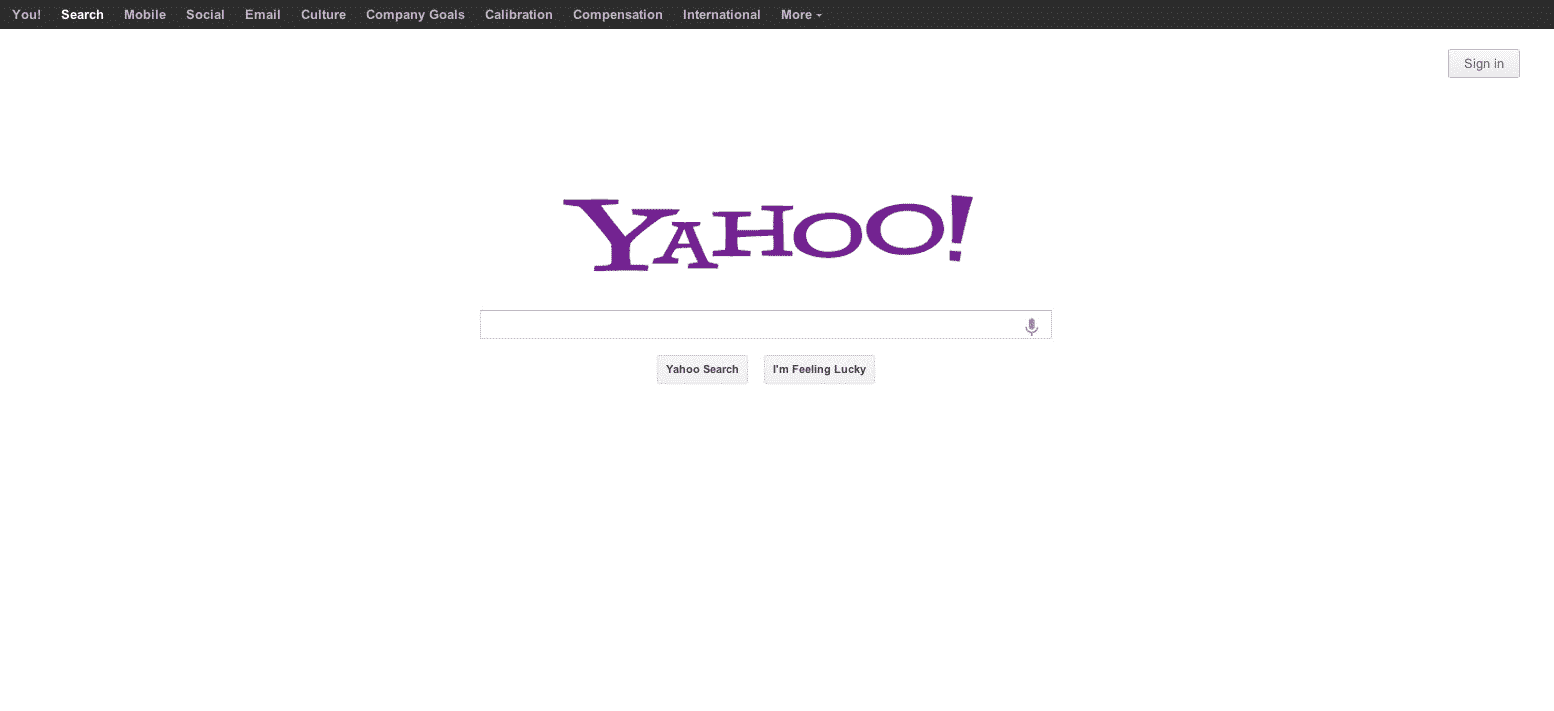 You! Search Mobile Social Email Culture Company Goals Calibration Compensation International More
Sign in
YAHOO!
Yahoo Search I'm Feeling Lucky